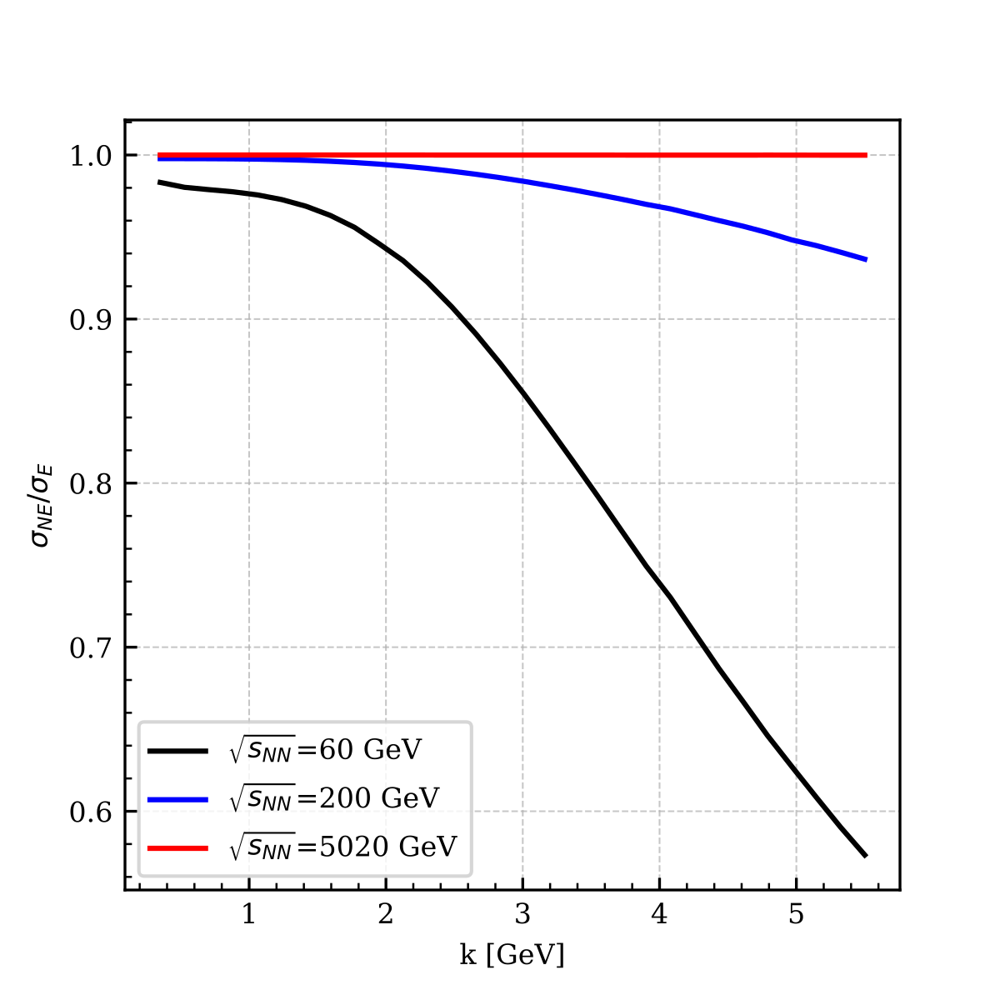 1.0
0.9
0.8
0.7
0.6
σ_NE/σ_E
√s_NN=60 GeV
√s_NN=200 GeV
√s_NN=5020 GeV
1 2 3 4 5
k [GeV]